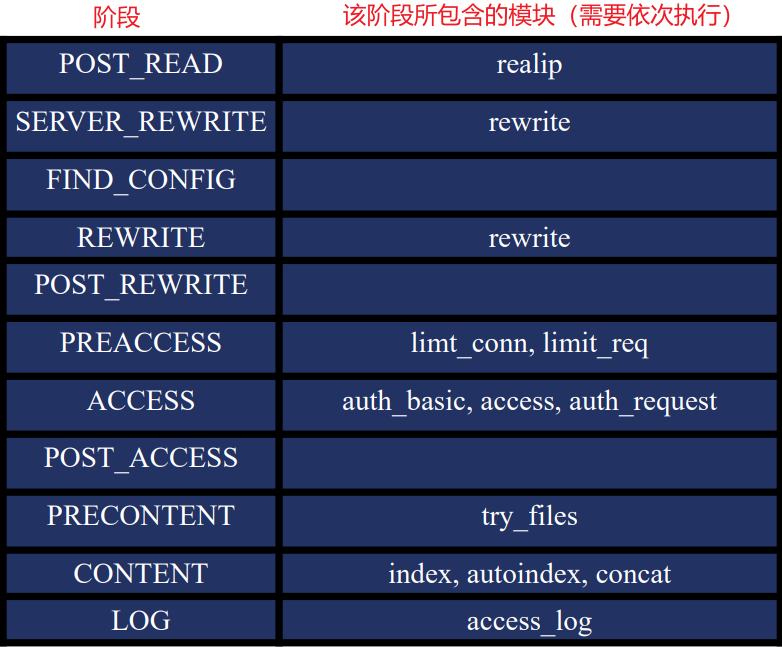 阶段 该阶段所包含的模块（需要依次执行）
POST_READ realip
SERVER_REWRITE rewrite
FIND_CONFIG
REWRITE rewrite
POST_REWRITE
PREACCESS limt_conn, limit_req
ACCESS auth_basic, access, auth_request
POST_ACCESS
PRECONTENT try_files
CONTENT index, autoindex, concat
LOG access_log